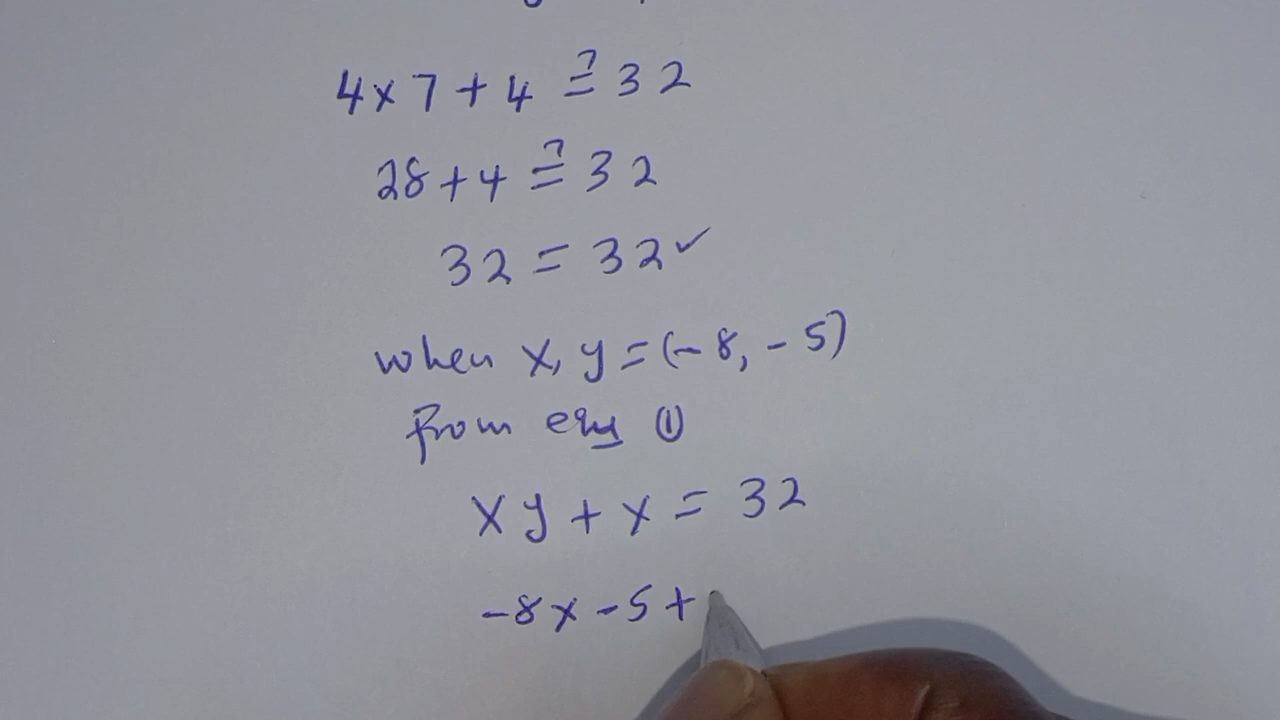 4x7+4 ≟ 32
28+4 ≟ 32
32 = 32✓
when x, y = (-8, -5)
from eqn ①
xy + x = 32
-8x-5+